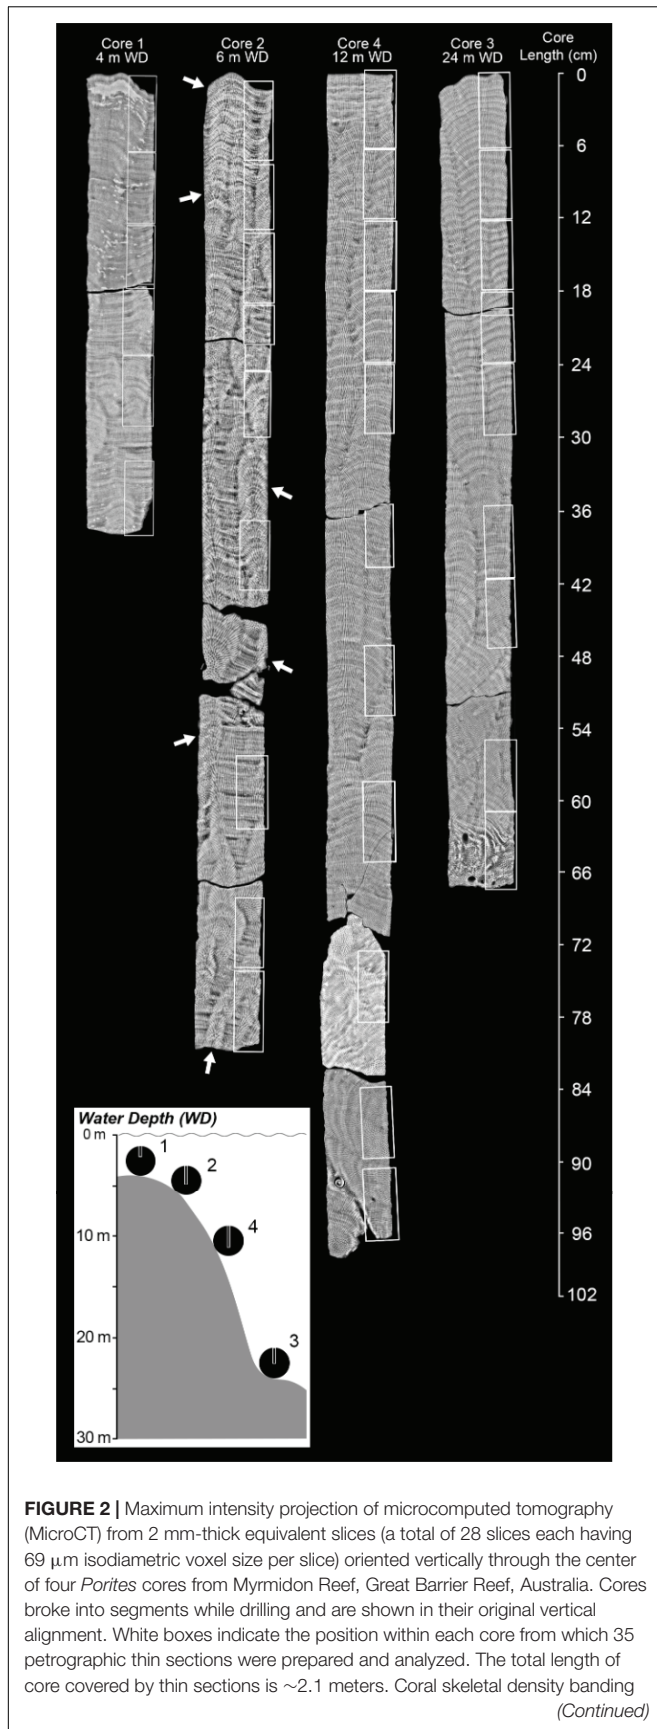 Core 1
4 m WD
Core 2
6 m WD
Core 4
12 m WD
Core 3
24 m WD
Core
Length (cm)
0
6
12
18
24
30
36
42
48
54
60
66
72
78
84
90
96
102
Water Depth (WD)
0 m
10 m
20 m
30 m
1
2
4
3
FIGURE 2 | Maximum intensity projection of microcomputed tomography
(MicroCT) from 2 mm-thick equivalent slices (a total of 28 slices each having
69 μm isodiametric voxel size per slice) oriented vertically through the center
of four Porites cores from Myrmidon Reef, Great Barrier Reef, Australia. Cores
broke into segments while drilling and are shown in their original vertical
alignment. White boxes indicate the position within each core from which 35
petrographic thin sections were prepared and analyzed. The total length of
core covered by thin sections is ~2.1 meters. Coral skeletal density banding
(Continued)